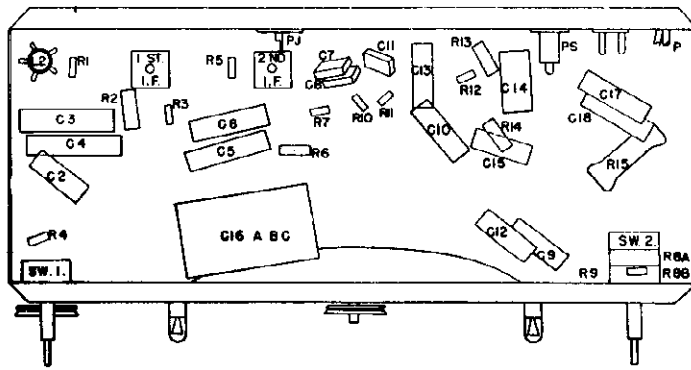 PJ
PS
P
L2
R1
1 ST.
I.F.
R5
2 ND
I.F.
C7
C8
C11
C13
R13
R12
C14
C17
C18
R2
R3
C3
C6
R7
R10
R11
C10
R14
C15
R15
C4
C5
R6
C2
C16 A B C
C12
C9
R4
SW. 1.
SW. 2.
R8A
R9
R8B